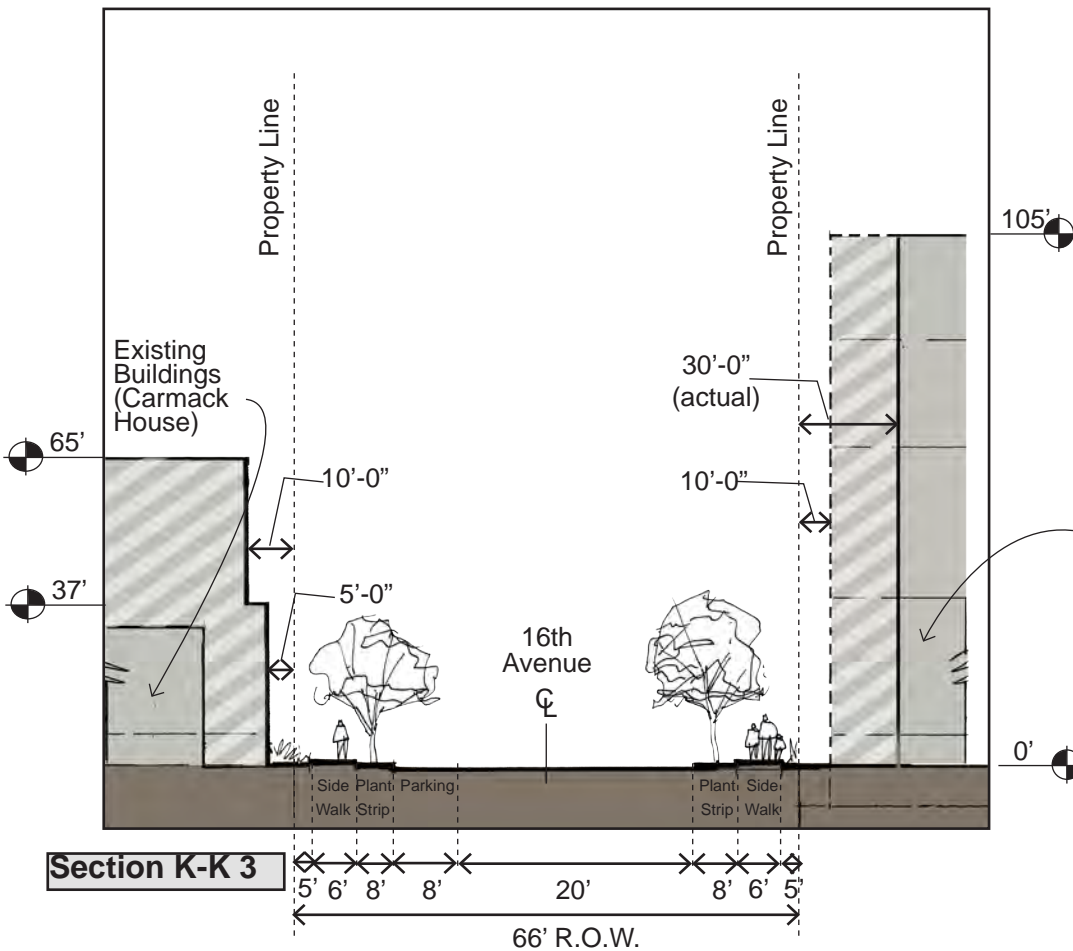 Property Line
Property Line
105'
Existing
Buildings
(Carmack
House)
30'-0”
(actual)
65'
10'-0”
10'-0”
37'
5'-0”
16th
Avenue
℄
0'
Side
Walk
Plant
Strip
Parking
Plant
Strip
Side
Walk
Section K-K 3
5' 6' 8' 8' 20' 8' 6' 5'
66' R.O.W.